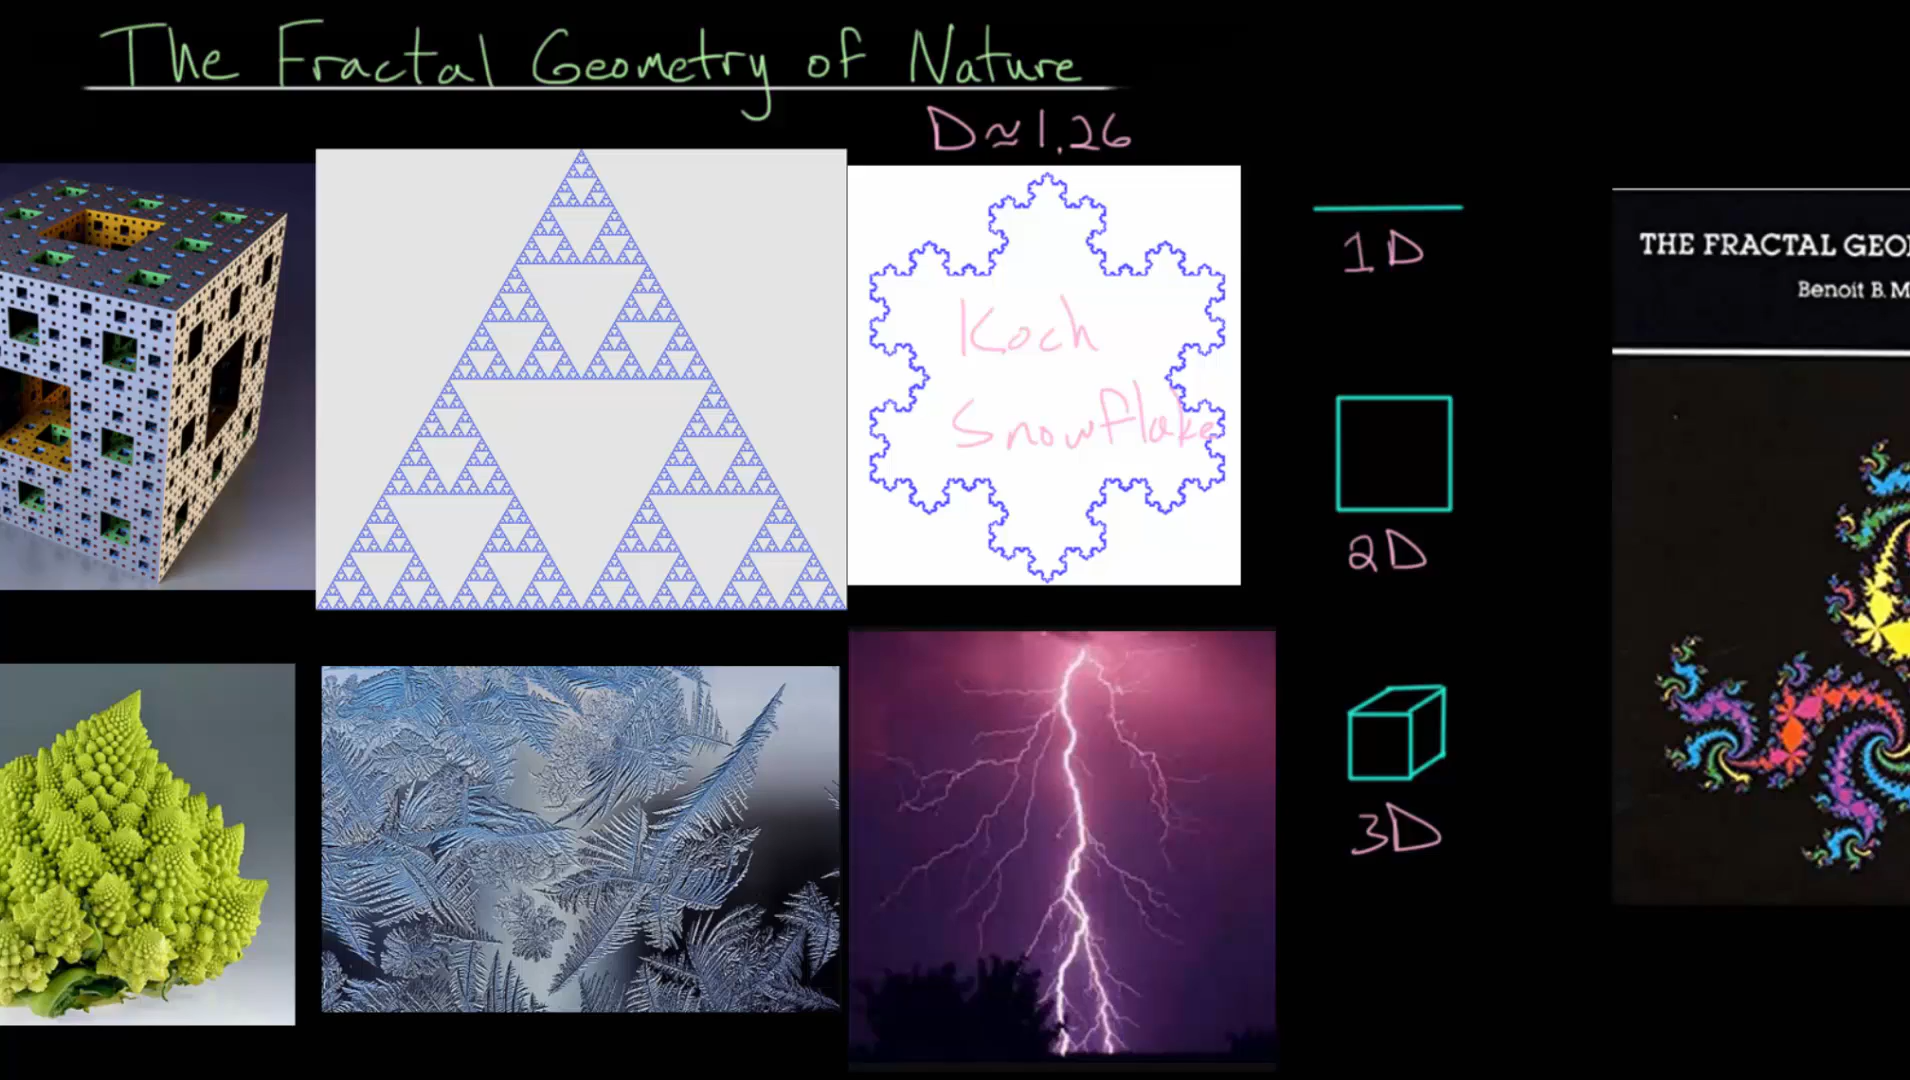 The Fractal Geometry of Nature
D≈1.26
Koch
Snowflake
1D
2D
3D
THE FRACTAL GEO
Benoit B. M